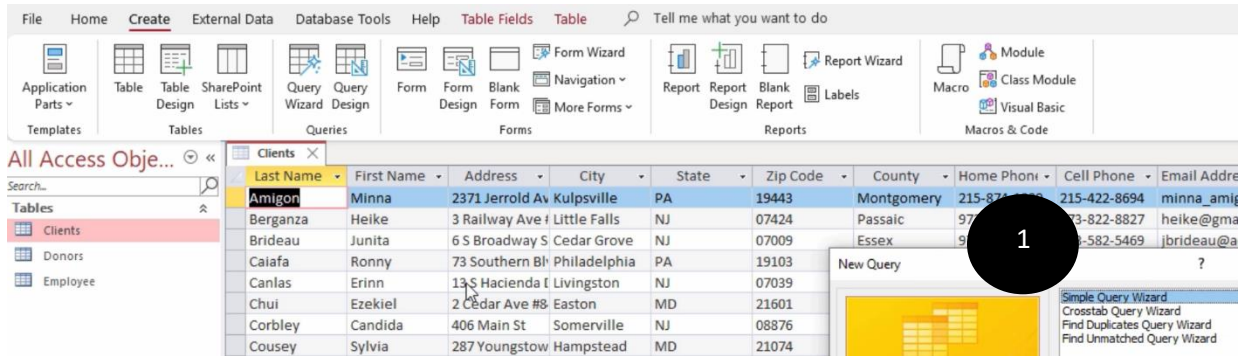 File Home Create External Data Database Tools Help Table Fields Table Tell me what you want to do
Application Parts Table Table Design SharePoint Lists Query Wizard Query Design Form Form Design Blank Form Form Wizard Navigation More Forms Report Report Design Blank Report Report Wizard Labels Macro Module Class Module Visual Basic
Templates Tables Queries Forms Reports Macros & Code
All Access Obje... «
Search...
Tables
Clients
Donors
Employee
Clients
Last Name First Name Address City State Zip Code County Home Phon Cell Phone Email Addre
Amigon Minna 2371 Jerrold Av Kulpsville PA 19443 Montgomery 215-422-8694 minna_amig
Berganza Heike 3 Railway Ave Little Falls NJ 07424 Passaic 73-822-8827 heike@gma
Brideau Junita 6 S Broadway S Cedar Grove NJ 07009 Essex 3-582-5469 jbrideau@a
Caiafa Ronny 73 Southern Bl Philadelphia PA 19103
Canlas Erinn 13 S Hacienda Livingston NJ 07039
Chui Ezekiel 2 Cedar Ave #8 Easton MD 21601
Corbley Candida 406 Main St Somerville NJ 08876
Cousey Sylvia 287 Youngstow Hampstead MD 21074
1
New Query ?
Simple Query Wizard
Crosstab Query Wizard
Find Duplicates Query Wizard
Find Unmatched Query Wizard